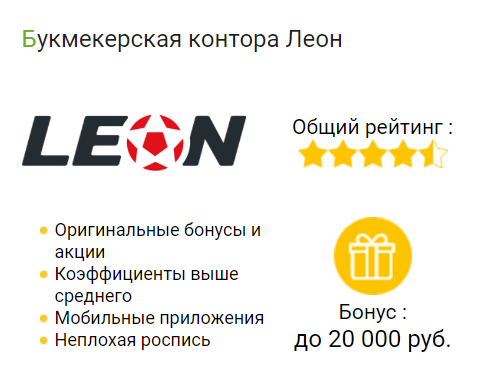 Букмекерская контора Леон
LEON
Общий рейтинг :
Оригинальные бонусы и
акции
Коэффициенты выше
среднего
Мобильные приложения
Неплохая роспись
Бонус :
до 20 000 руб.